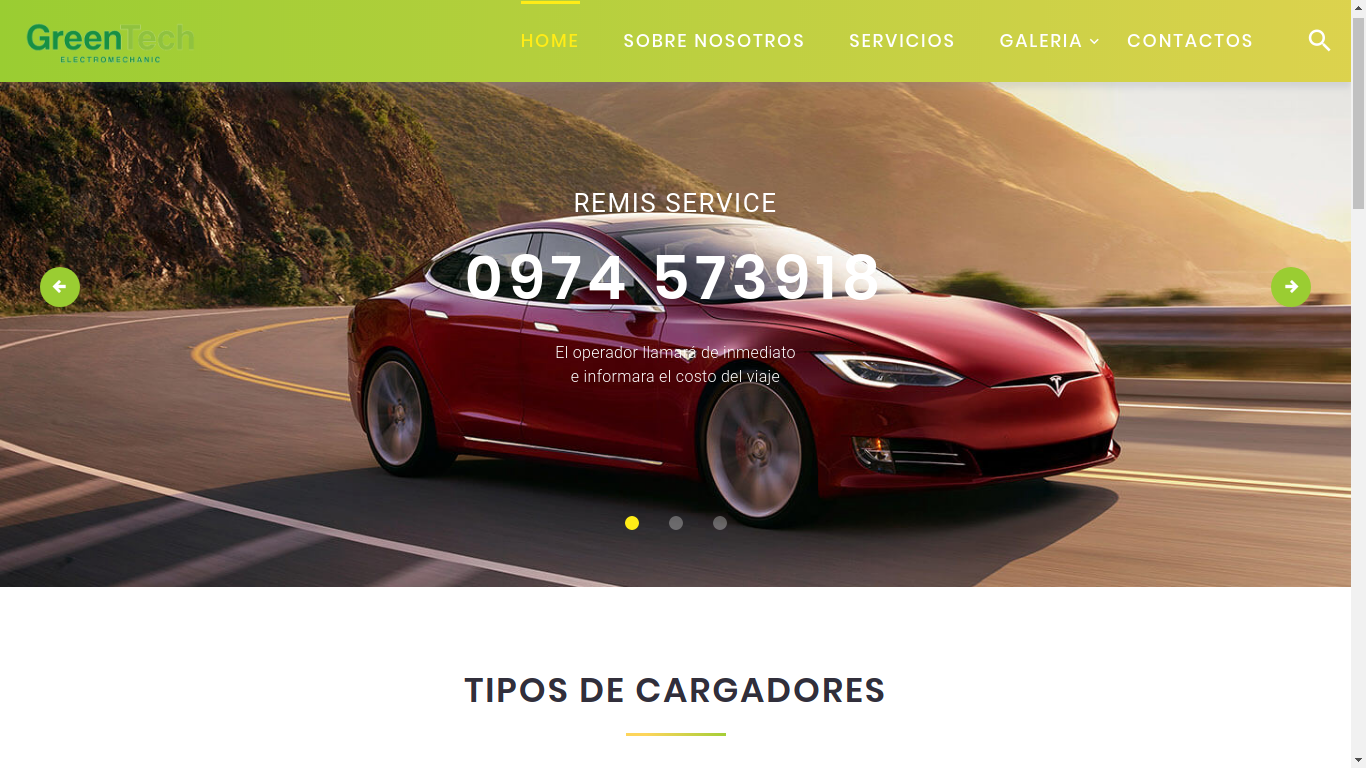 GreenTech
ELECTROMECHANIC
HOME SOBRE NOSOTROS SERVICIOS GALERIA CONTACTOS
REMIS SERVICE
0974 573918
El operador llamará de inmediato
e informara el costo del viaje
TIPOS DE CARGADORES